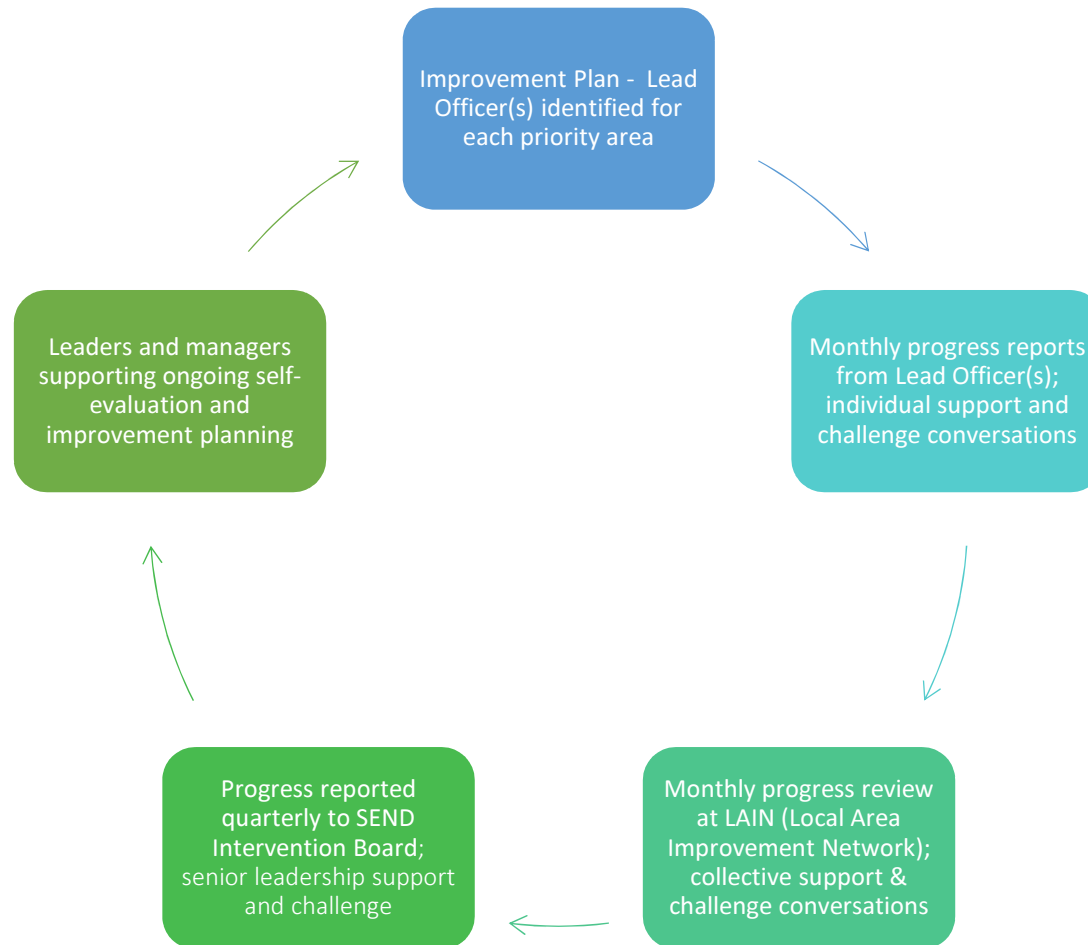 Improvement Plan -  Lead
Officer(s) identified for
each priority area
Monthly progress reports
from Lead Officer(s);
individual support and
challenge conversations
Monthly progress review
at LAIN (Local Area
Improvement Network);
collective support &
challenge conversations
Progress reported
quarterly to SEND
Intervention Board;
senior leadership support
and challenge
Leaders and managers
supporting ongoing self-
evaluation and
improvement planning